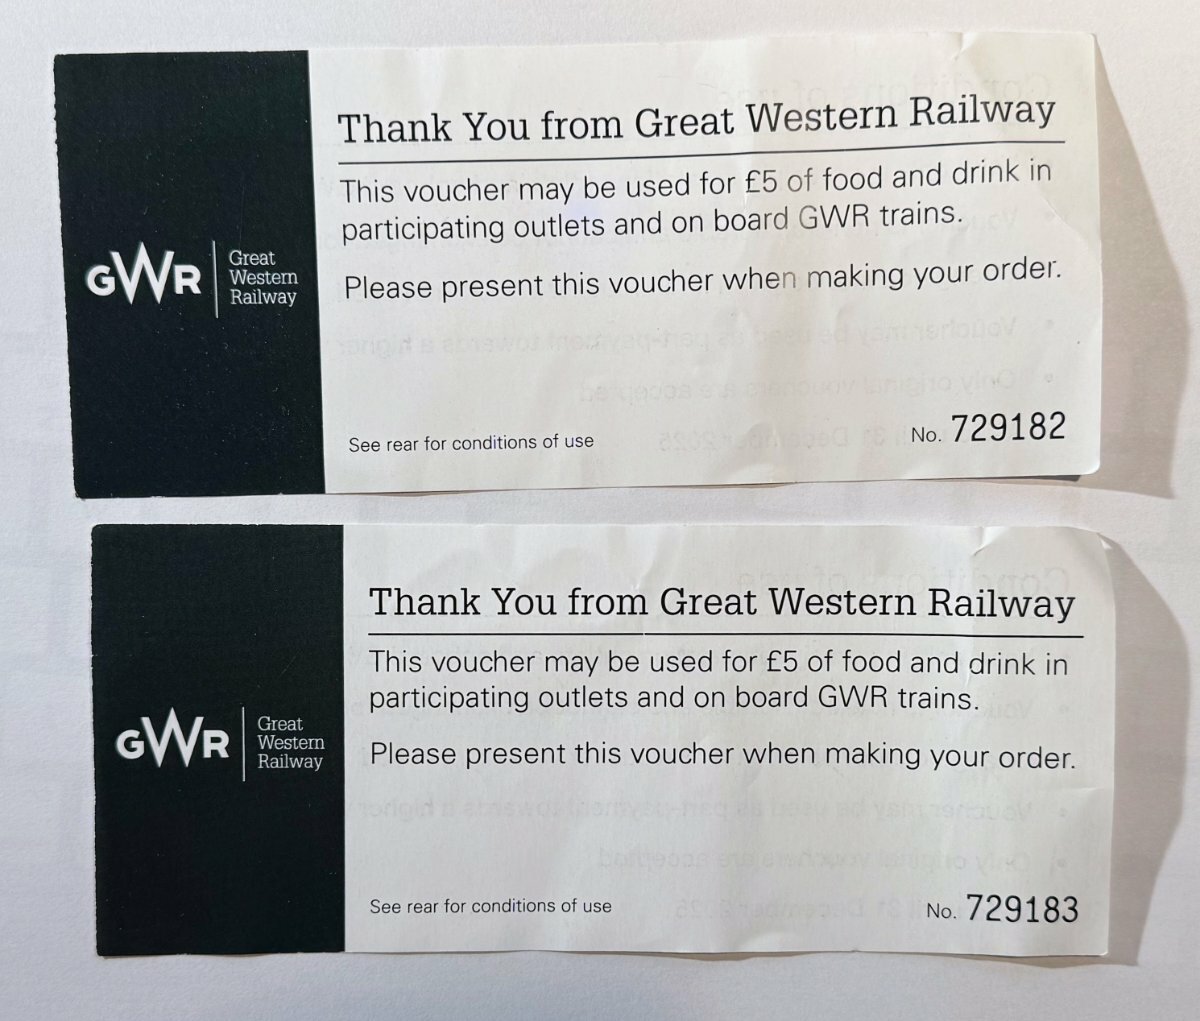 Thank You from Great Western Railway
This voucher may be used for £5 of food and drink in
participating outlets and on board GWR trains.
Please present this voucher when making your order.
GWR
Great
Western
Railway
See rear for conditions of use
No. 729182
Thank You from Great Western Railway
This voucher may be used for £5 of food and drink in
participating outlets and on board GWR trains.
Please present this voucher when making your order.
GWR
Great
Western
Railway
See rear for conditions of use
No. 729183